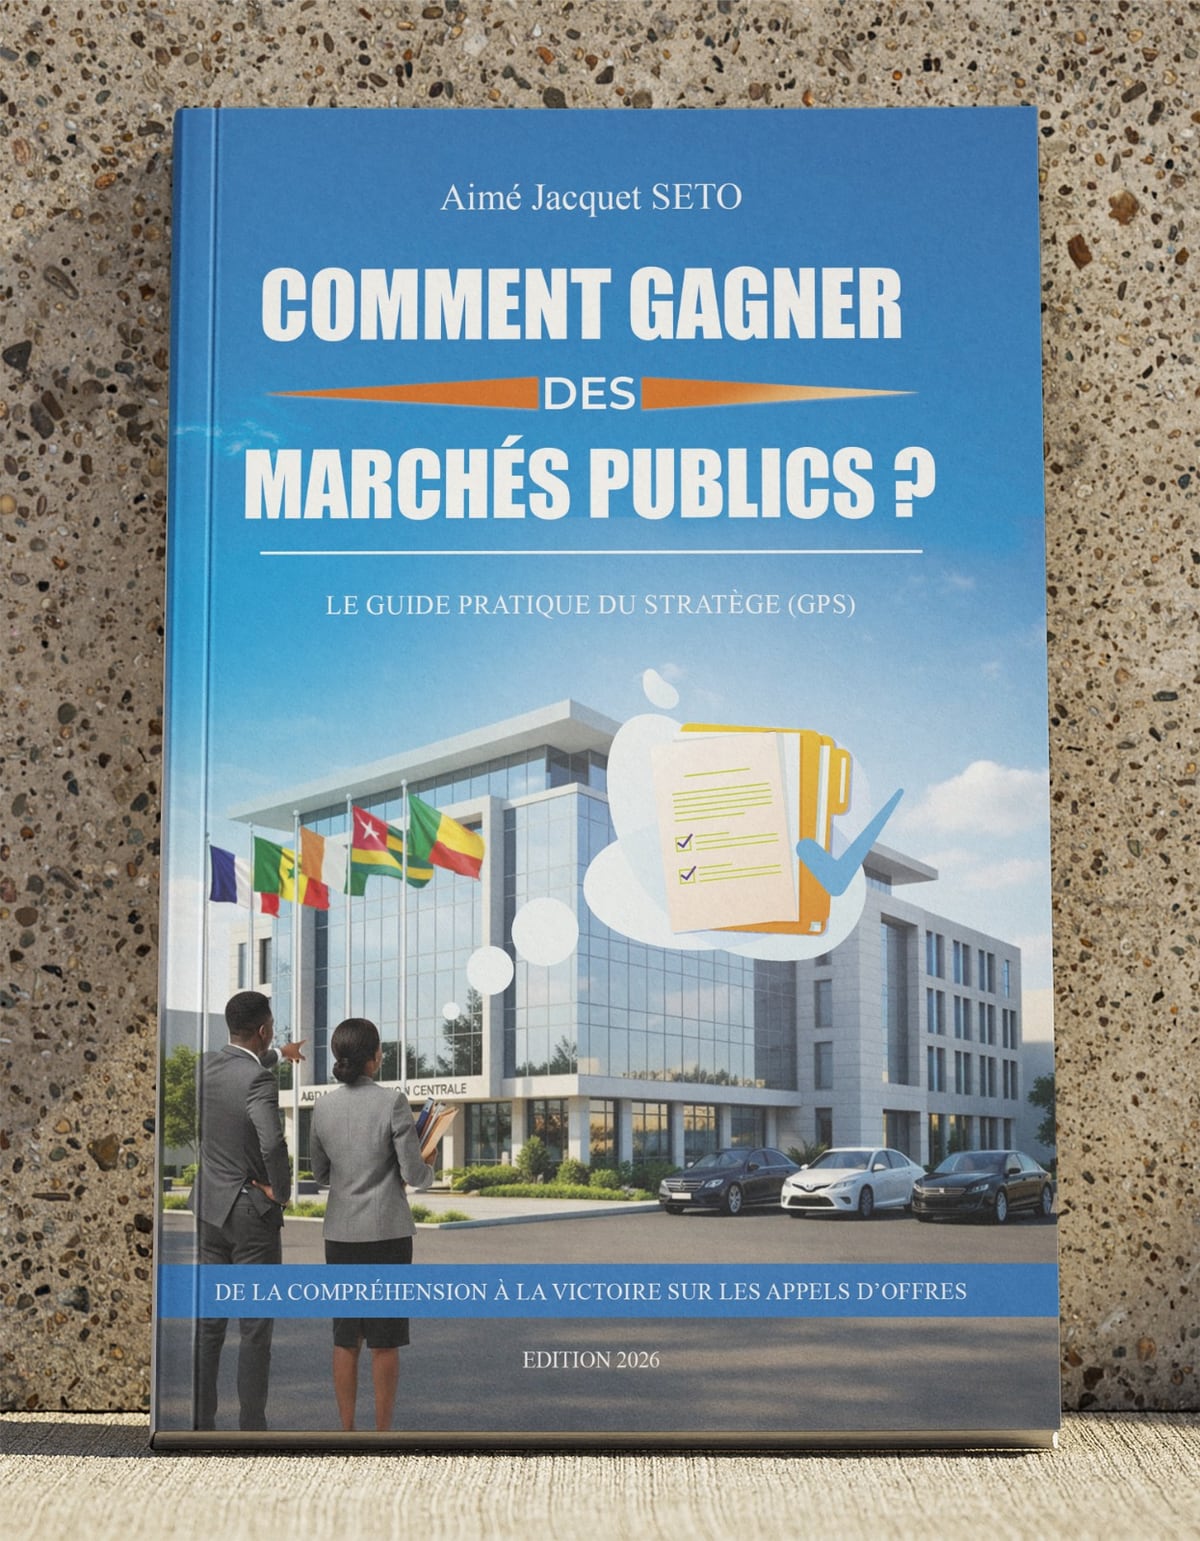 Aimé Jacquet SETO
COMMENT GAGNER
DES
MARCHÉS PUBLICS ?
LE GUIDE PRATIQUE DU STRATÈGE (GPS)
CENTRALE
DE LA COMPRÉHENSION À LA VICTOIRE SUR LES APPELS D'OFFRES
EDITION 2026